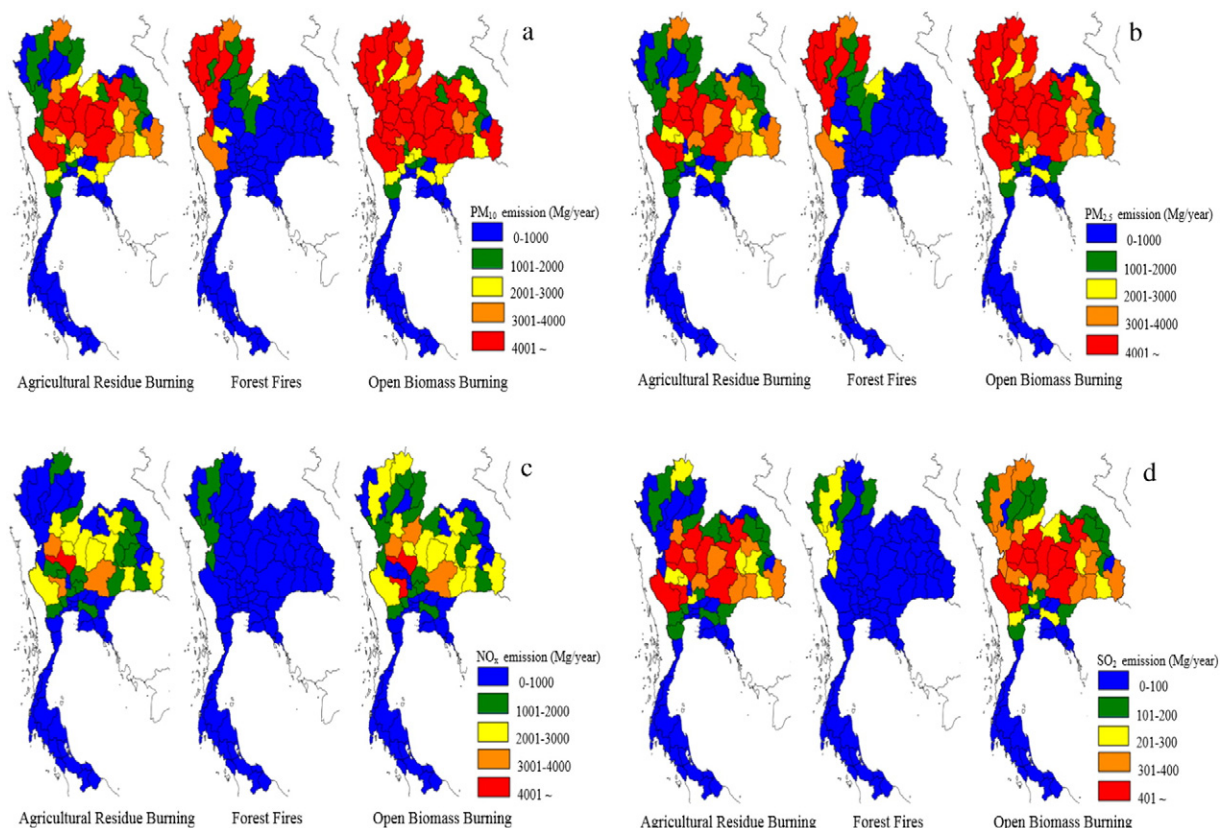 a
PM10 emission (Mg/year)
0-1000
1001-2000
2001-3000
3001-4000
4001 ~
Agricultural Residue Burning
Forest Fires
Open Biomass Burning
b
PM2.5 emission (Mg/year)
0-1000
1001-2000
2001-3000
3001-4000
4001 ~
Agricultural Residue Burning
Forest Fires
Open Biomass Burning
c
NOx emission (Mg/year)
0-1000
1001-2000
2001-3000
3001-4000
4001 ~
Agricultural Residue Burning
Forest Fires
Open Biomass Burning
d
SO2 emission (Mg/year)
0-100
101-200
201-300
301-400
401 ~
Agricultural Residue Burning
Forest Fires
Open Biomass Burning